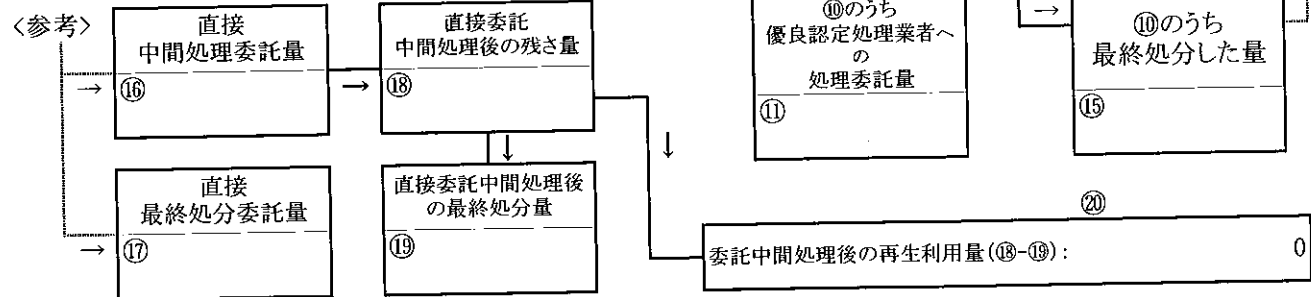 〈参考〉
直接
中間処理委託量
→
⑯
直接委託
中間処理後の残さ量
→
⑱
⑩のうち
優良認定処理業者へ
の
処理委託量
⑪
→
⑩のうち
最終処分した量
⑮
直接
最終処分委託量
→
⑰
↓
直接委託中間処理後
の最終処分量
⑲
↓
⑳
委託中間処理後の再生利用量(⑱-⑲): 0